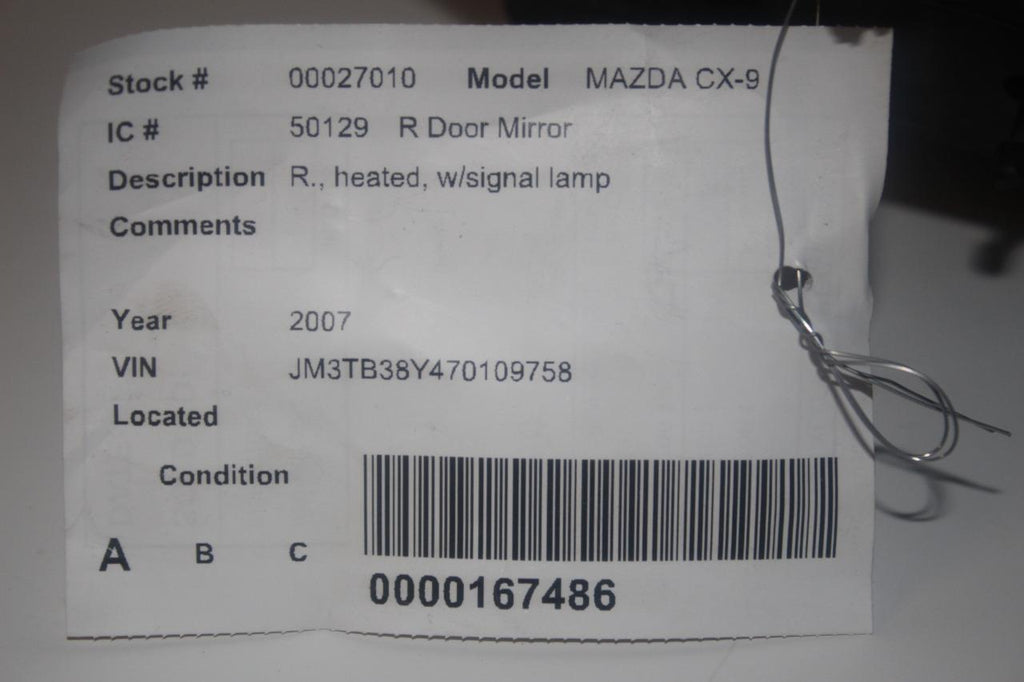 Stock # 00027010 Model MAZDA CX-9
IC # 50129 R Door Mirror
Description R., heated, w/signal lamp
Comments
Year 2007
VIN JM3TB38Y470109758
Located
Condition
A B C
0000167486